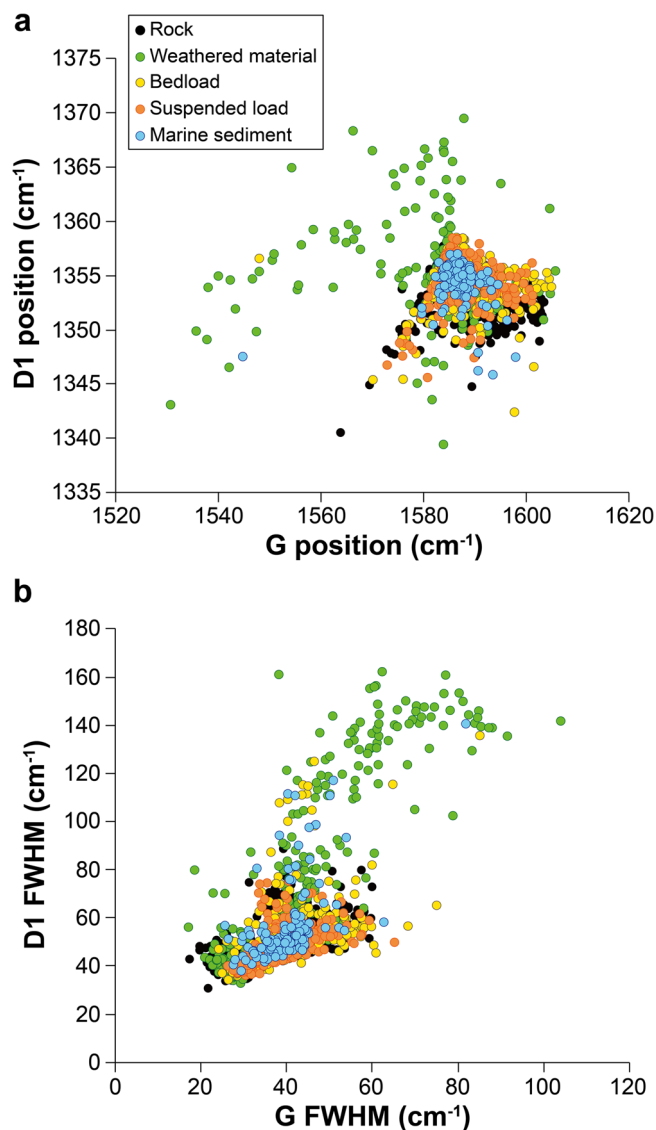 a
Rock
Weathered material
Bedload
Suspended load
Marine sediment
1375
1370
1365
1360
1355
1350
1345
1340
1335
D1 position (cm⁻¹)
1520 1540 1560 1580 1600 1620
G position (cm⁻¹)
b
180
160
140
120
100
80
60
40
20
0
D1 FWHM (cm⁻¹)
0 20 40 60 80 100 120
G FWHM (cm⁻¹)